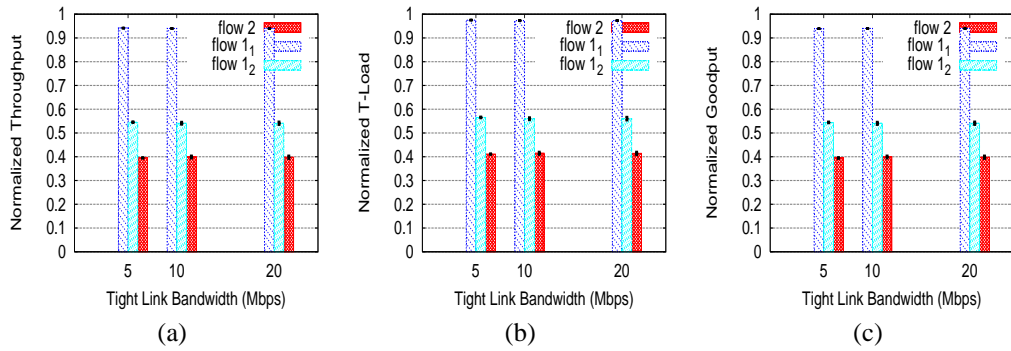 Normalized Throughput
1
0.9
0.8
0.7
0.6
0.5
0.4
0.3
0.2
0.1
0
flow 2
flow 1₁
flow 1₂
5
10
20
Tight Link Bandwidth (Mbps)
(a)
Normalized T-Load
1
0.9
0.8
0.7
0.6
0.5
0.4
0.3
0.2
0.1
0
flow 2
flow 1₁
flow 1₂
5
10
20
Tight Link Bandwidth (Mbps)
(b)
Normalized Goodput
1
0.9
0.8
0.7
0.6
0.5
0.4
0.3
0.2
0.1
0
flow 2
flow 1₁
flow 1₂
5
10
20
Tight Link Bandwidth (Mbps)
(c)